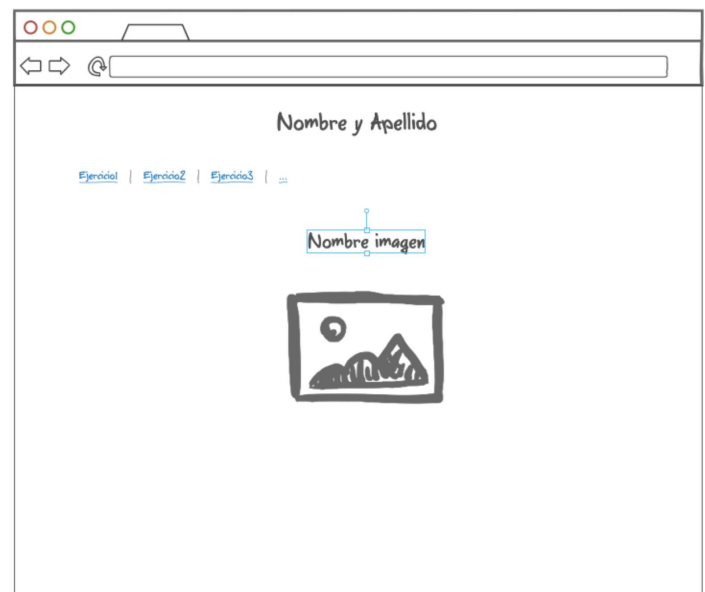 Nombre y Apellido
Ejercicio1 | Ejercicio2 | Ejercicio3 | ...
Nombre imagen